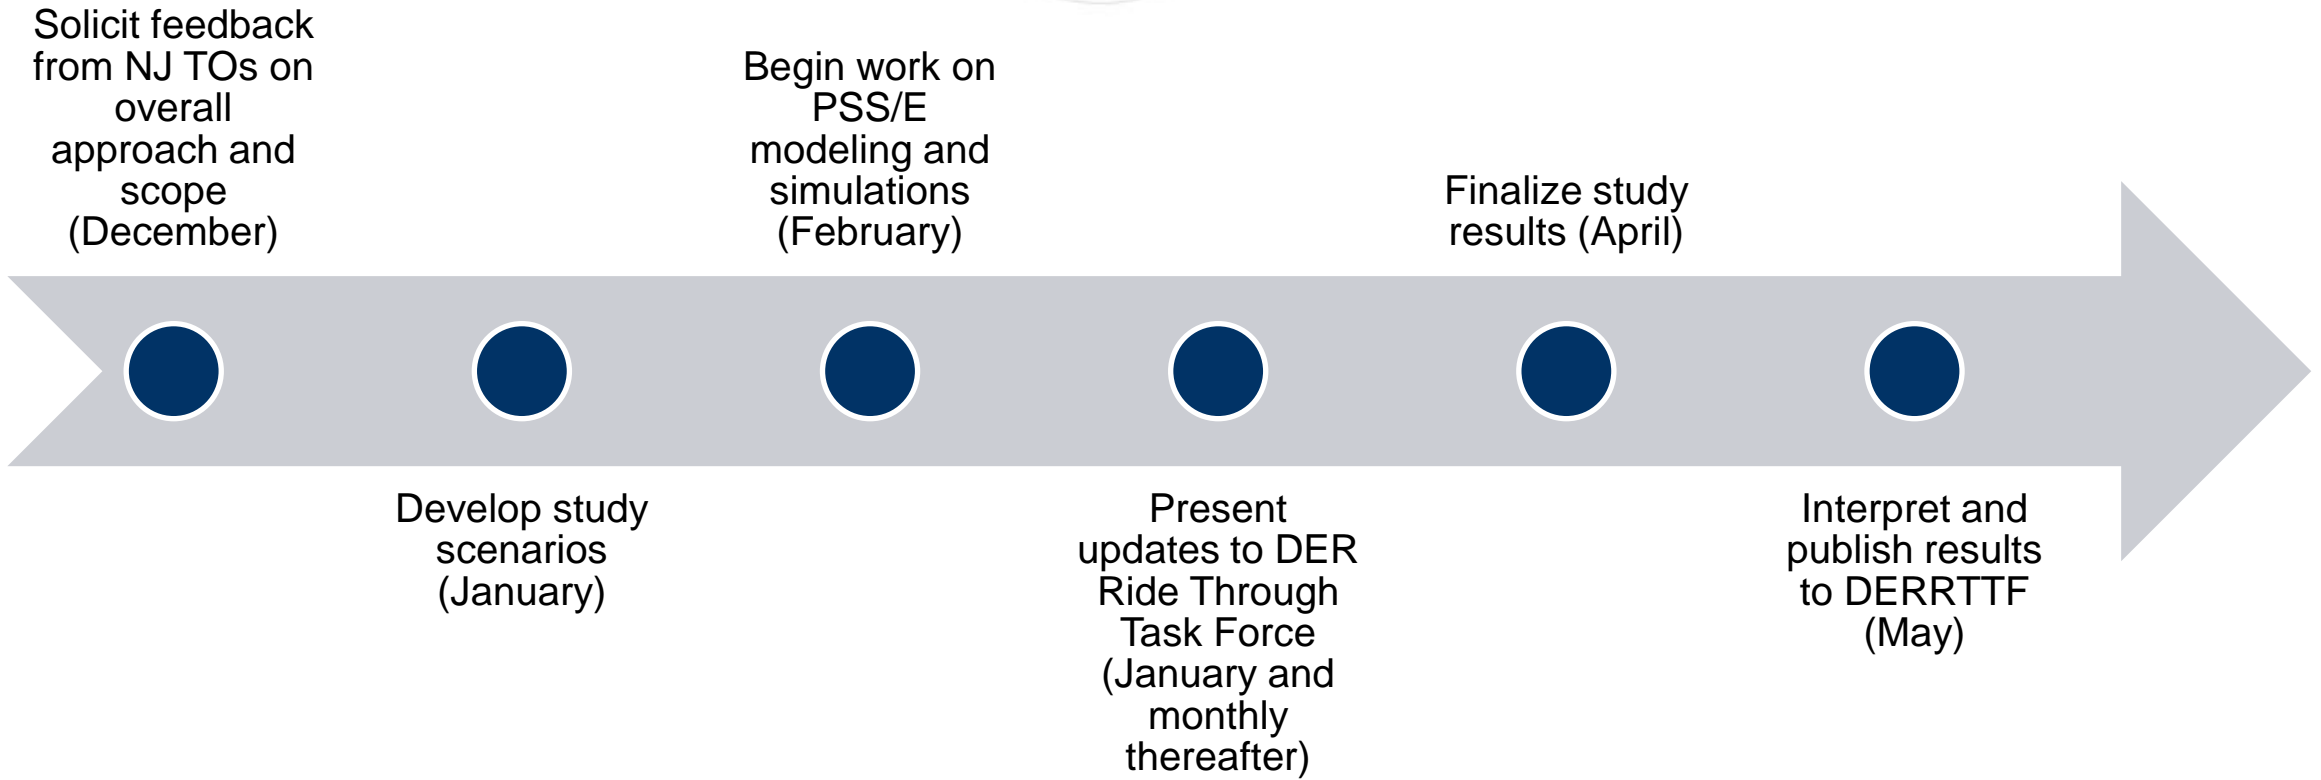 Solicit feedback
from NJ TOs on
overall
approach and
scope
(December)
Develop study
scenarios
(January)
Begin work on
PSS/E
modeling and
simulations
(February)
Present
updates to DER
Ride Through
Task Force
(January and
monthly
thereafter)
Finalize study
results (April)
Interpret and
publish results
to DERRTTF
(May)